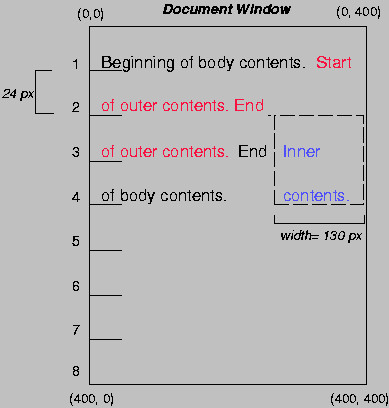 Document Window
(0,0) (0, 400)
1 Beginning of body contents. Start
24 px
2 of outer contents. End
3 of outer contents. End Inner
4 of body contents. contents.
width= 130 px
5
6
7
8
(400, 0) (400, 400)